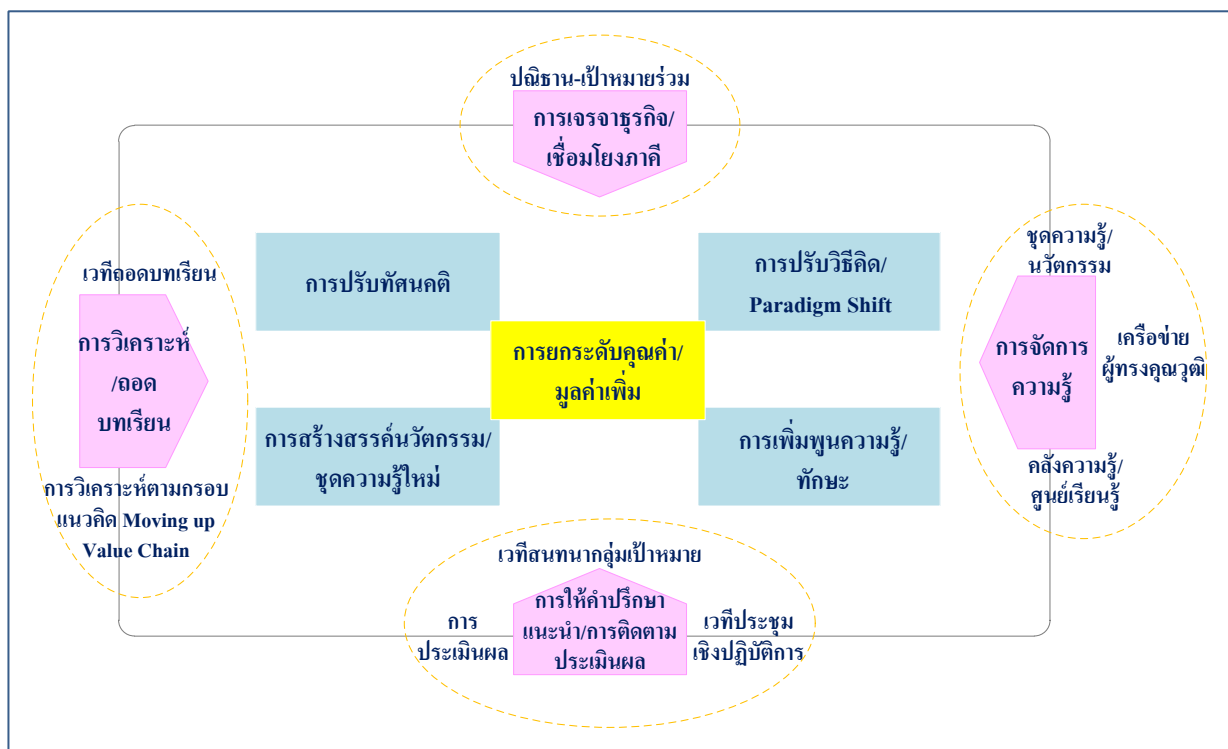 ปณิธาน-เป้าหมายร่วม
การเจรจาธุรกิจ/
เชื่อมโยงภาคี
เวทีถอดบทเรียน
การวิเคราะห์
/ถอด
บทเรียน
การวิเคราะห์ตามกรอบ
แนวคิด Moving up
Value Chain
การปรับทัศนคติ
การปรับวิธีคิด/
Paradigm Shift
การยกระดับคุณค่า/
มูลค่าเพิ่ม
การสร้างสรรค์นวัตกรรม/
ชุดความรู้ใหม่
การเพิ่มพูนความรู้/
ทักษะ
ชุดความรู้/
นวัตกรรม
การจัดการ
ความรู้
เครือข่าย
ผู้ทรงคุณวุฒิ
คลังความรู้/
ศูนย์เรียนรู้
เวทีสนทนากลุ่มเป้าหมาย
การ
ประเมินผล
การให้คำปรึกษา
แนะนำ/การติดตาม
ประเมินผล
เวทีประชุม
เชิงปฏิบัติการ